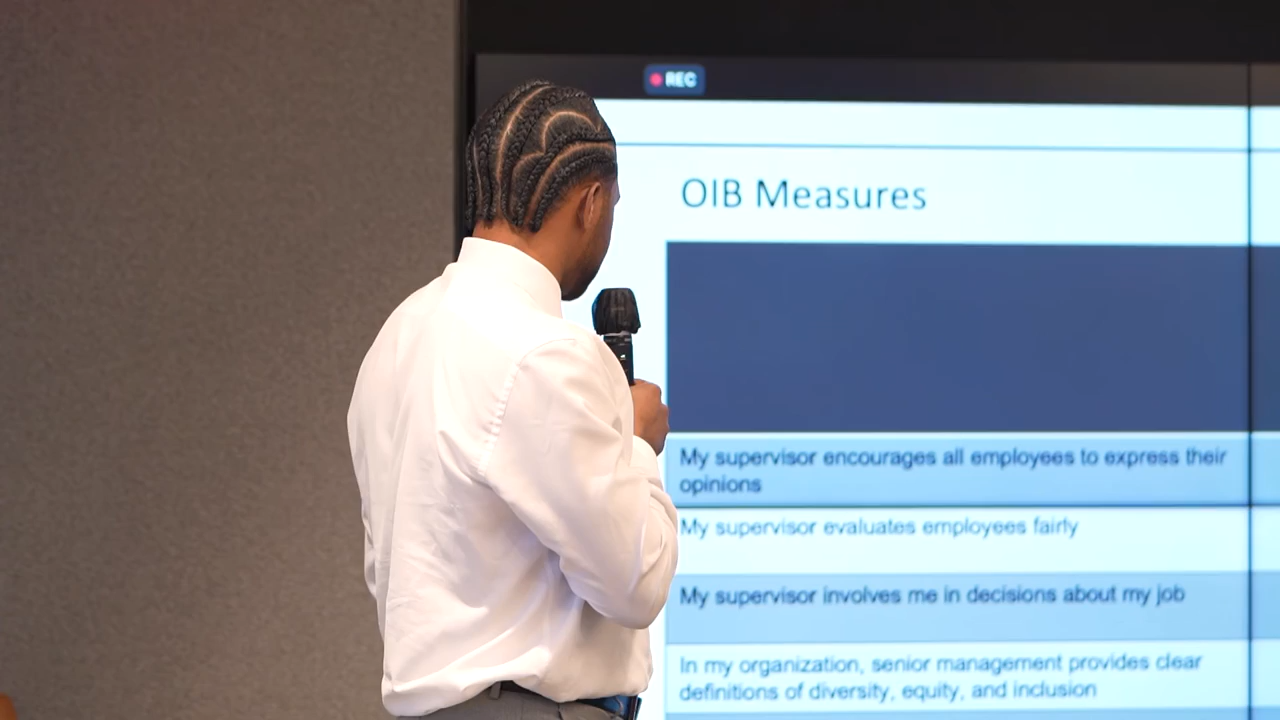 REC
OIB Measures
My supervisor encourages all employees to express their
opinions
My supervisor evaluates employees fairly
My supervisor involves me in decisions about my job
In my organization, senior management provides clear
definitions of diversity, equity, and inclusion